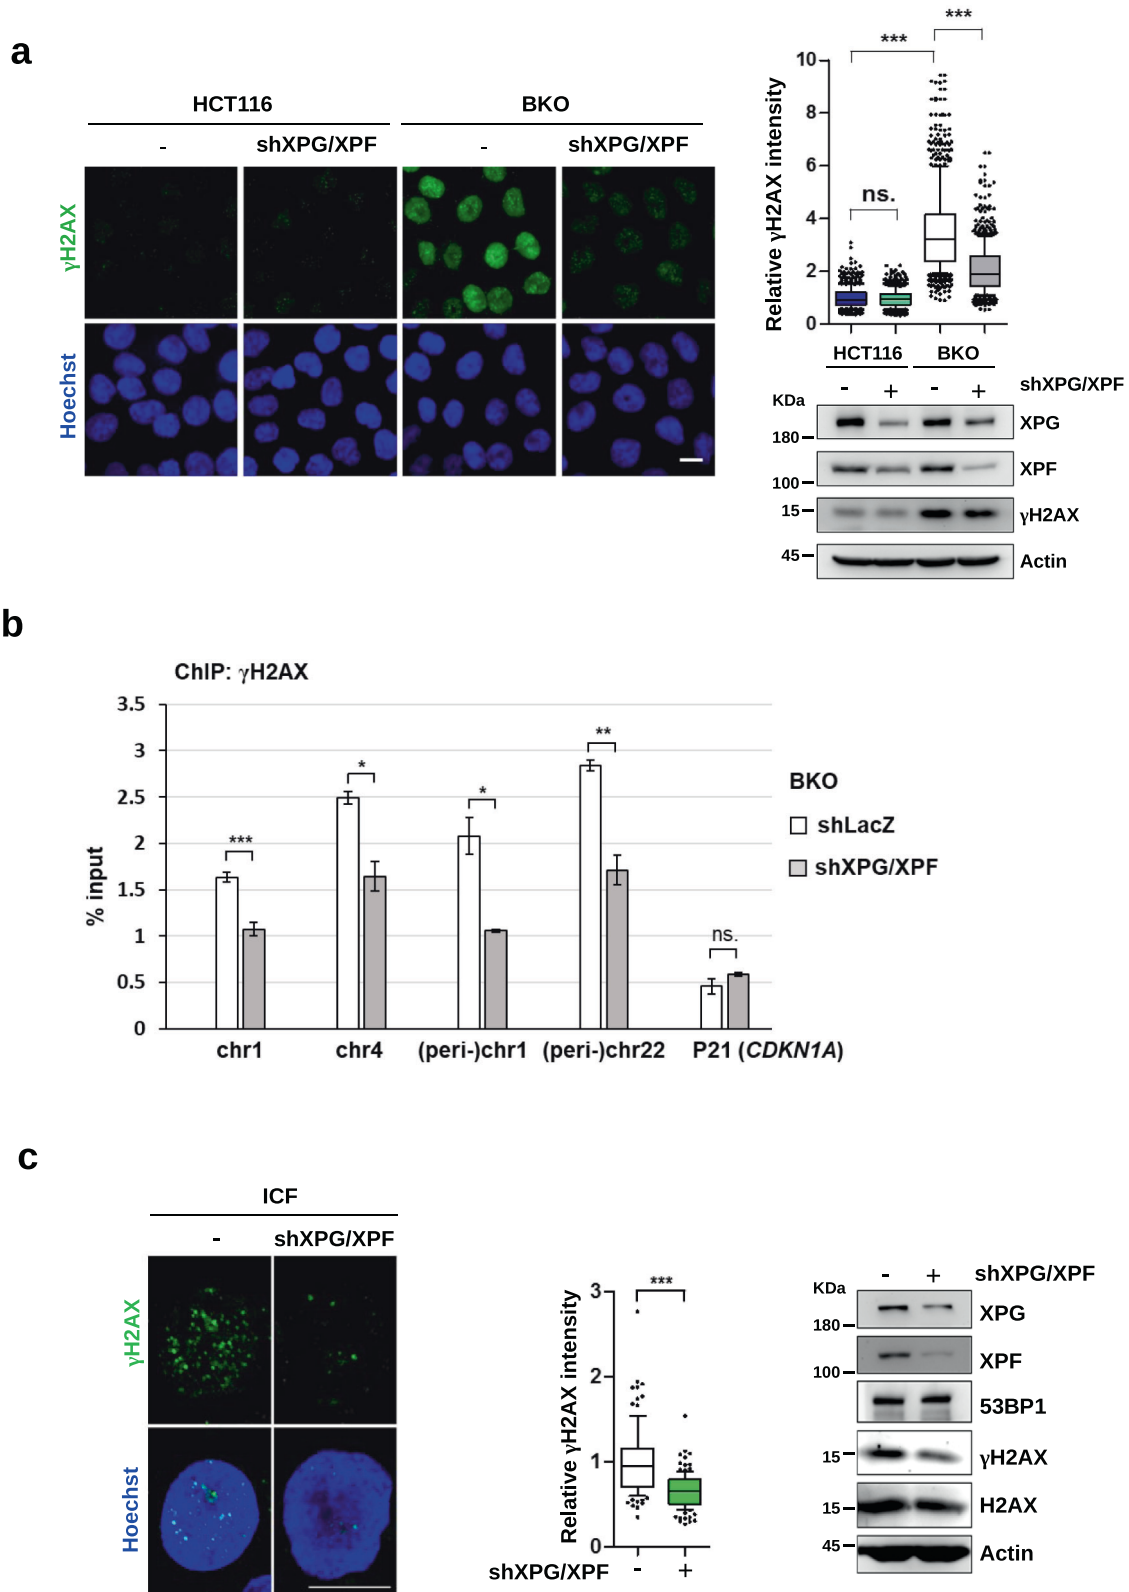 a
HCT116
BKO
-
shXPG/XPF
-
shXPG/XPF
γH2AX
Hoechst
***
***
ns.
Relative γH2AX intensity
10
8
6
4
2
0
HCT116
BKO
-
+
-
+
shXPG/XPF
KDa
180
XPG
100
XPF
15
γH2AX
45
Actin
b
ChIP: γH2AX
% input
3.5
3
2.5
2
1.5
1
0.5
0
***
*
*
**
ns.
chr1
chr4
(peri-)chr1
(peri-)chr22
P21 (CDKN1A)
BKO
shLacZ
shXPG/XPF
c
ICF
-
shXPG/XPF
γH2AX
Hoechst
Relative γH2AX intensity
3
2
1
0
***
shXPG/XPF
-
+
-
+
shXPG/XPF
KDa
180
XPG
100
XPF
53BP1
15
γH2AX
15
H2AX
45
Actin